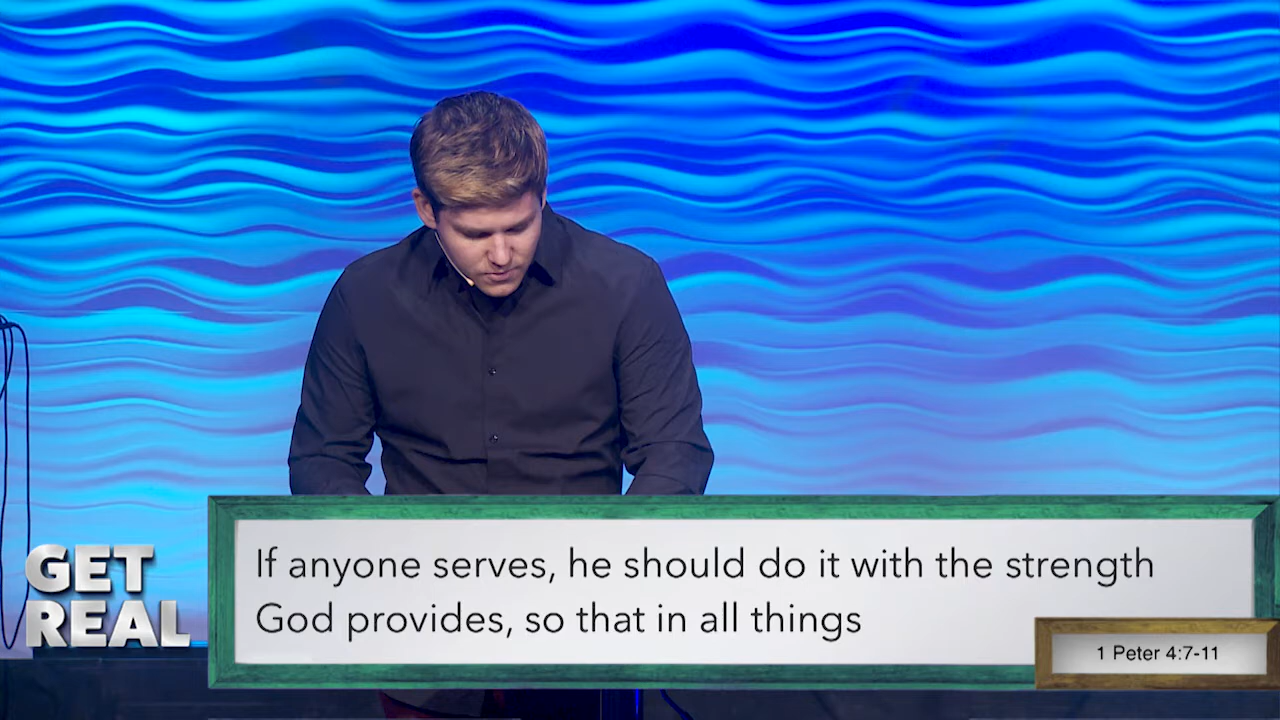 GET
REAL
If anyone serves, he should do it with the strength
God provides, so that in all things
1 Peter 4:7-11